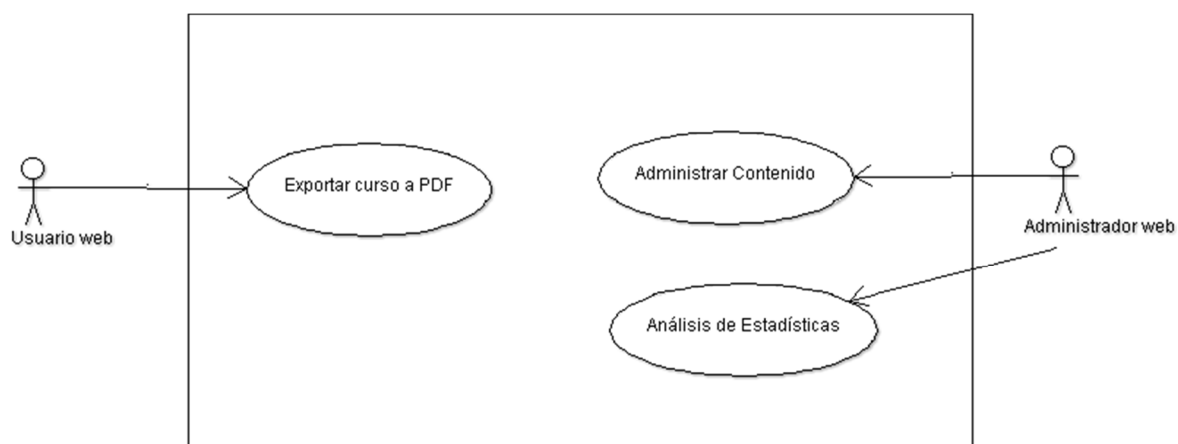 Exportar curso a PDF
Administrar Contenido
Usuario web
Administrador web
Análisis de Estadísticas